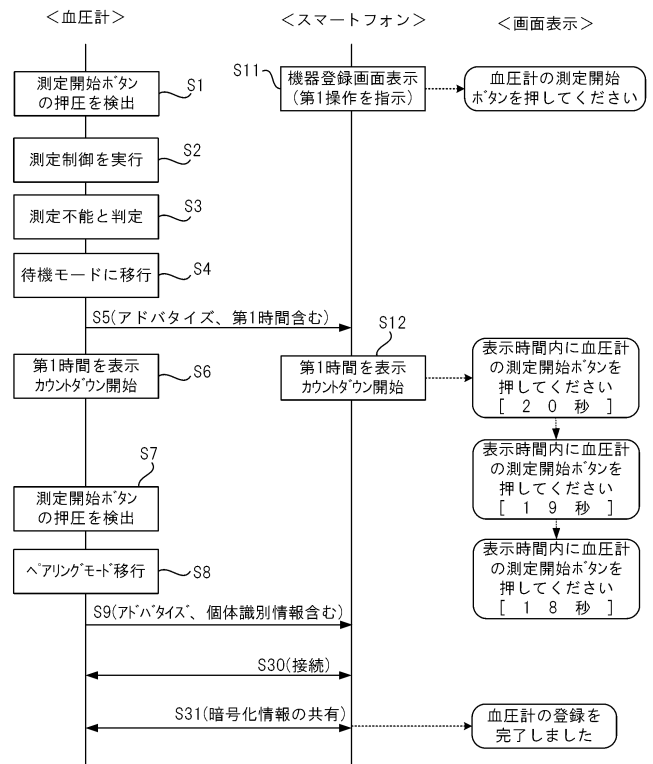 ＜血圧計＞
＜スマートフォン＞
＜画面表示＞
測定開始ボタン
の押圧を検出
S1
S11
機器登録画面表示
(第1操作を指示)
血圧計の測定開始
ボタンを押してください
測定制御を実行
S2
測定不能と判定
S3
待機モードに移行
S4
S5(アドバタイズ、第1時間含む)
第1時間を表示
カウントダウン開始
S6
S12
第1時間を表示
カウントダウン開始
表示時間内に血圧計
の測定開始ボタンを
押してください
[ 2 0 秒 ]
表示時間内に血圧計
の測定開始ボタンを
押してください
[ 1 9 秒 ]
S7
測定開始ボタン
の押圧を検出
表示時間内に血圧計
の測定開始ボタンを
押してください
[ 1 8 秒 ]
ペアリングモード移行
S8
S9(アドバタイズ、個体識別情報含む)
S30(接続)
S31(暗号化情報の共有)
血圧計の登録を
完了しました